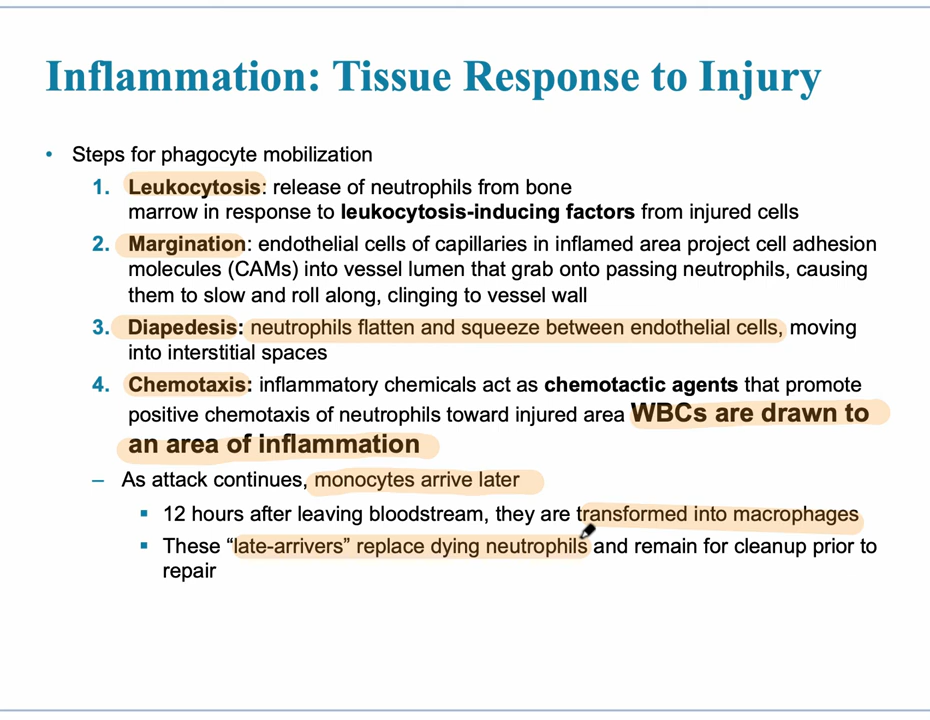 Inflammation: Tissue Response to Injury
• Steps for phagocyte mobilization
1. Leukocytosis: release of neutrophils from bone
marrow in response to leukocytosis-inducing factors from injured cells
2. Margination: endothelial cells of capillaries in inflamed area project cell adhesion
molecules (CAMs) into vessel lumen that grab onto passing neutrophils, causing
them to slow and roll along, clinging to vessel wall
3. Diapedesis: neutrophils flatten and squeeze between endothelial cells, moving
into interstitial spaces
4. Chemotaxis: inflammatory chemicals act as chemotactic agents that promote
positive chemotaxis of neutrophils toward injured area WBCs are drawn to
an area of inflammation
– As attack continues, monocytes arrive later
▪ 12 hours after leaving bloodstream, they are transformed into macrophages
▪ These “late-arrivers” replace dying neutrophils and remain for cleanup prior to
repair